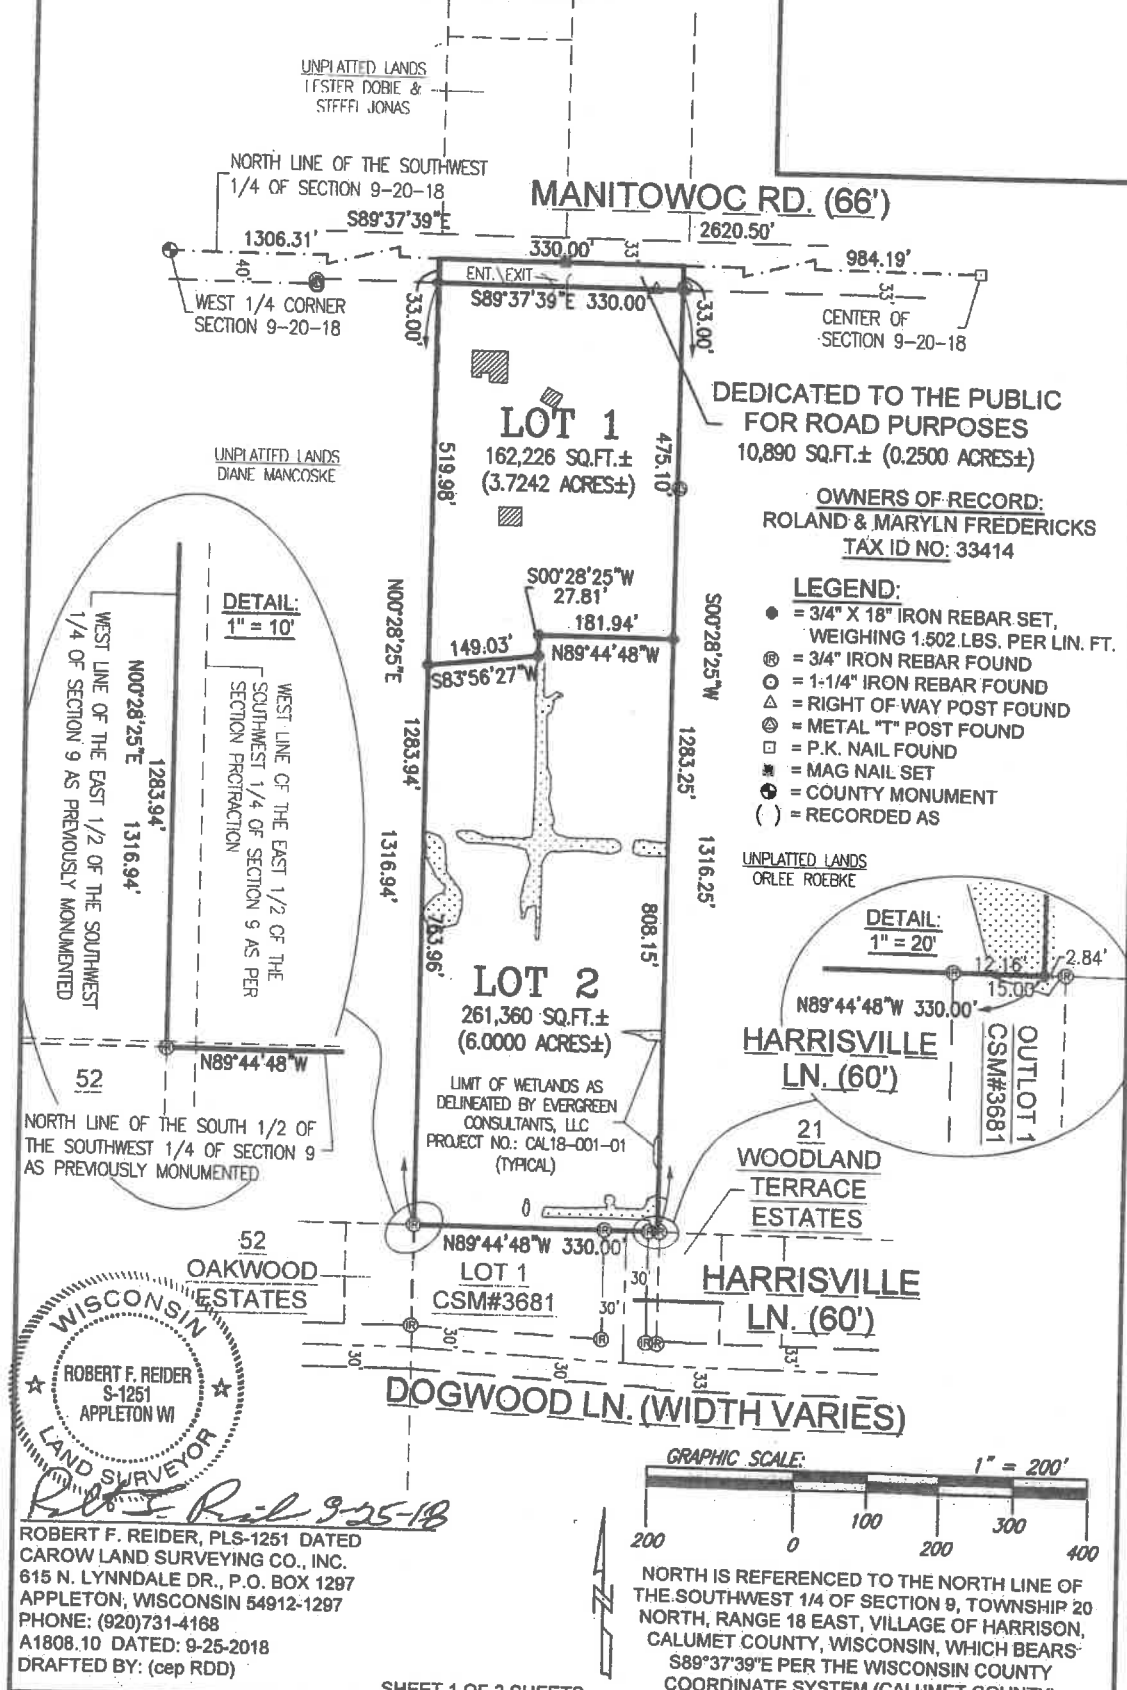 UNPLATTED LANDS
LESTER DOBIE &
STEFFI JONAS
NORTH LINE OF THE SOUTHWEST
1/4 OF SECTION 9-20-18
MANITOWOC RD. (66')
S89°37'39"E
2620.50'
1306.31'
330.00'
33'
984.19'
40'
ENT. EXIT
S89°37'39"E 330.00'
33.00'
33.00'
33'
WEST 1/4 CORNER
SECTION 9-20-18
CENTER OF
SECTION 9-20-18
DEDICATED TO THE PUBLIC
FOR ROAD PURPOSES
10,890 SQ.FT.± (0.2500 ACRES±)
LOT 1
162,226 SQ.FT.±
(3.7242 ACRES±)
519.98'
475.10'
UNPLATTED LANDS
DIANE MANCOSKE
OWNERS OF RECORD:
ROLAND & MARYLN FREDERICKS
TAX ID NO: 33414
LEGEND:
= 3/4" X 18" IRON REBAR SET,
WEIGHING 1.502 LBS. PER LIN. FT.
= 3/4" IRON REBAR FOUND
= 1-1/4" IRON REBAR FOUND
= RIGHT OF WAY POST FOUND
= METAL "T" POST FOUND
= P.K. NAIL FOUND
= MAG NAIL SET
= COUNTY MONUMENT
( ) = RECORDED AS
S00°28'25"W
27.81'
181.94'
149.03'
N89°44'48"W
S83°56'27"W
N00°28'25"E
1283.94'
1316.94'
S00°28'25"W
1283.25'
1316.25'
DETAIL:
1" = 10'
WEST LINE OF THE EAST 1/2 OF THE SOUTHWEST
1/4 OF SECTION 9 AS PREVIOUSLY MONUMENTED
N00°28'25"E
1283.94'
1316.94'
WEST LINE OF THE EAST 1/2 OF THE
SOUTHWEST 1/4 OF SECTION 9 AS PER
SECTION PROTRACTION
N89°44'48"W
52
NORTH LINE OF THE SOUTH 1/2 OF
THE SOUTHWEST 1/4 OF SECTION 9
AS PREVIOUSLY MONUMENTED
763.96'
808.15'
LOT 2
261,360 SQ.FT.±
(6.0000 ACRES±)
LIMIT OF WETLANDS AS
DELINEATED BY EVERGREEN
CONSULTANTS, LLC
PROJECT NO.: CAL18-001-01
(TYPICAL)
UNPLATTED LANDS
ORLEE ROEBKE
DETAIL:
1" = 20'
12.16'
2.84'
15.00'
N89°44'48"W 330.00'
HARRISVILLE
LN. (60')
OUTLOT 1
CSM#3681
21
WOODLAND
TERRACE
ESTATES
N89°44'48"W 330.00'
52
OAKWOOD
ESTATES
LOT 1
CSM#3681
30'
30'
HARRISVILLE
LN. (60')
30'
30'
30'
33'
33'
DOGWOOD LN. (WIDTH VARIES)
WISCONSIN
ROBERT F. REIDER
S-1251
APPLETON WI
LAND SURVEYOR
9-25-18
ROBERT F. REIDER, PLS-1251 DATED
CAROW LAND SURVEYING CO., INC.
615 N. LYNNDALE DR., P.O. BOX 1297
APPLETON, WISCONSIN 54912-1297
PHONE: (920)731-4168
A1808.10 DATED: 9-25-2018
DRAFTED BY: (cep RDD)
GRAPHIC SCALE:
1" = 200'
200 0 100 200 300 400
N
NORTH IS REFERENCED TO THE NORTH LINE OF
THE SOUTHWEST 1/4 OF SECTION 9, TOWNSHIP 20
NORTH, RANGE 18 EAST, VILLAGE OF HARRISON,
CALUMET COUNTY, WISCONSIN, WHICH BEARS
S89°37'39"E PER THE WISCONSIN COUNTY
COORDINATE SYSTEM (CALUMET COUNTY)
SHEET 1 OF 3 SHEETS